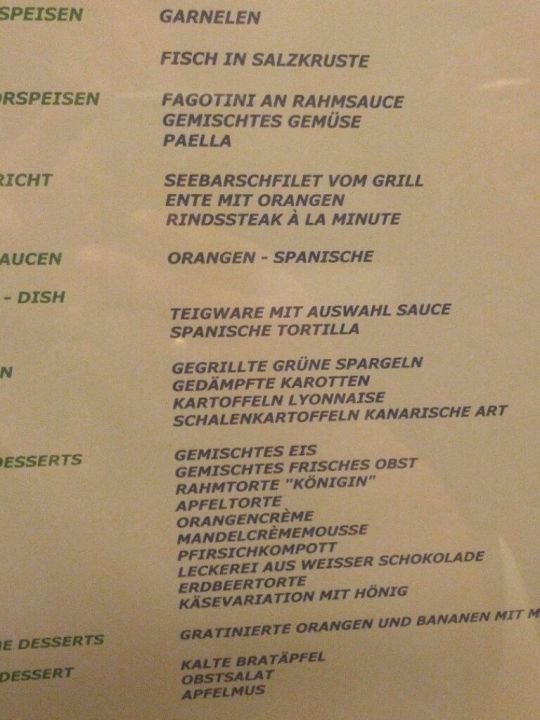 SPEISEN GARNELEN
FISCH IN SALZKRUSTE
ORSPEISEN FAGOTINI AN RAHMSAUCE
GEMISCHTES GEMÜSE
PAELLA
RICHT SEEBARSCHFILET VOM GRILL
ENTE MIT ORANGEN
RINDSSTEAK À LA MINUTE
AUCEN ORANGEN - SPANISCHE
- DISH
TEIGWARE MIT AUSWAHL SAUCE
SPANISCHE TORTILLA
N GEGRILLTE GRÜNE SPARGELN
GEDÄMPFTE KAROTTEN
KARTOFFELN LYONNAISE
SCHALENKARTOFFELN KANARISCHE ART
DESSERTS GEMISCHTES EIS
GEMISCHTES FRISCHES OBST
RAHMTORTE "KÖNIGIN"
APFELTORTE
ORANGENCRÈME
MANDELCRÈMEMOUSSE
PFIRSICHKOMPOTT
LECKEREI AUS WEISSER SCHOKOLADE
ERDBEERTORTE
KÄSEVARIATION MIT HÖNIG
HE DESSERTS GRATINIERTE ORANGEN UND BANANEN MIT M
DESSERT KALTE BRATÄPFEL
OBSTSALAT
APFELMUS